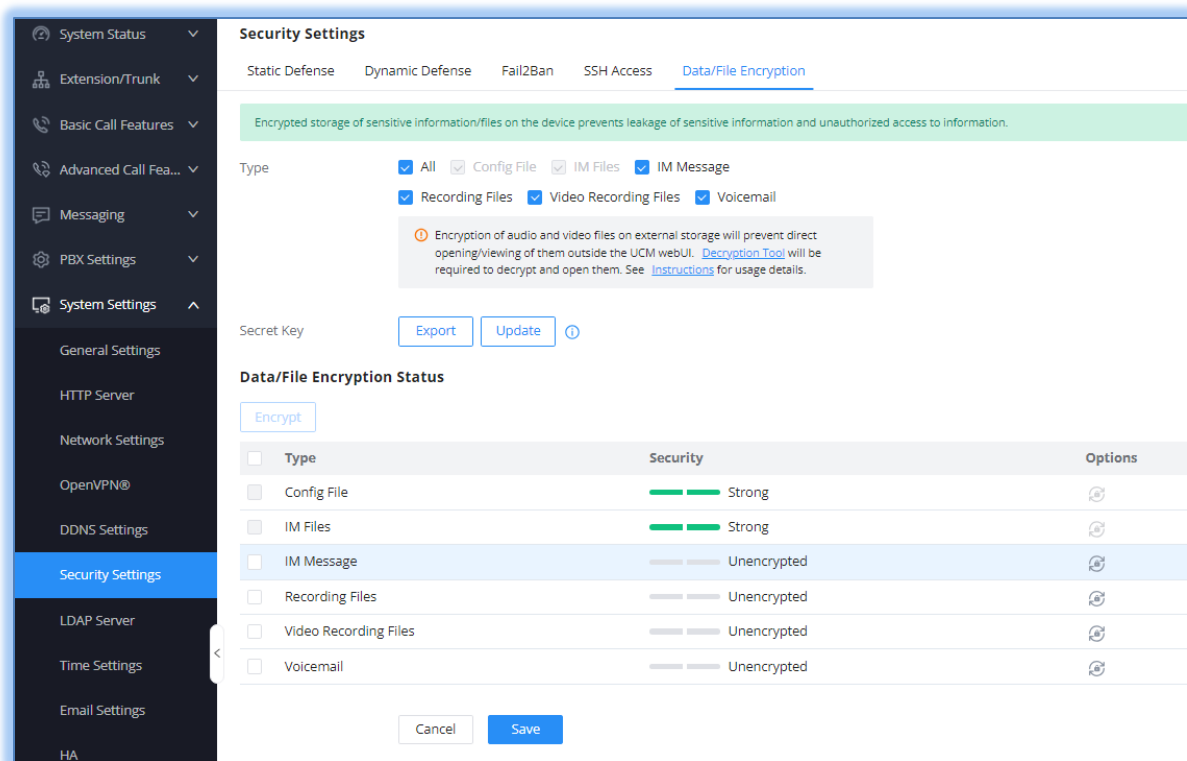 System Status
Extension/Trunk
Basic Call Features
Advanced Call Fea...
Messaging
PBX Settings
System Settings
General Settings
HTTP Server
Network Settings
OpenVPN®
DDNS Settings
Security Settings
LDAP Server
Time Settings
Email Settings
HA
Security Settings
Static Defense Dynamic Defense Fail2Ban SSH Access Data/File Encryption
Encrypted storage of sensitive information/files on the device prevents leakage of sensitive information and unauthorized access to information.
Type All Config File IM Files IM Message
Recording Files Video Recording Files Voicemail
Encryption of audio and video files on external storage will prevent direct
opening/viewing of them outside the UCM webUI. Decryption Tool will be
required to decrypt and open them. See Instructions for usage details.
Secret Key Export Update
Data/File Encryption Status
Encrypt
Type Security Options
Config File Strong
IM Files Strong
IM Message Unencrypted
Recording Files Unencrypted
Video Recording Files Unencrypted
Voicemail Unencrypted
Cancel Save